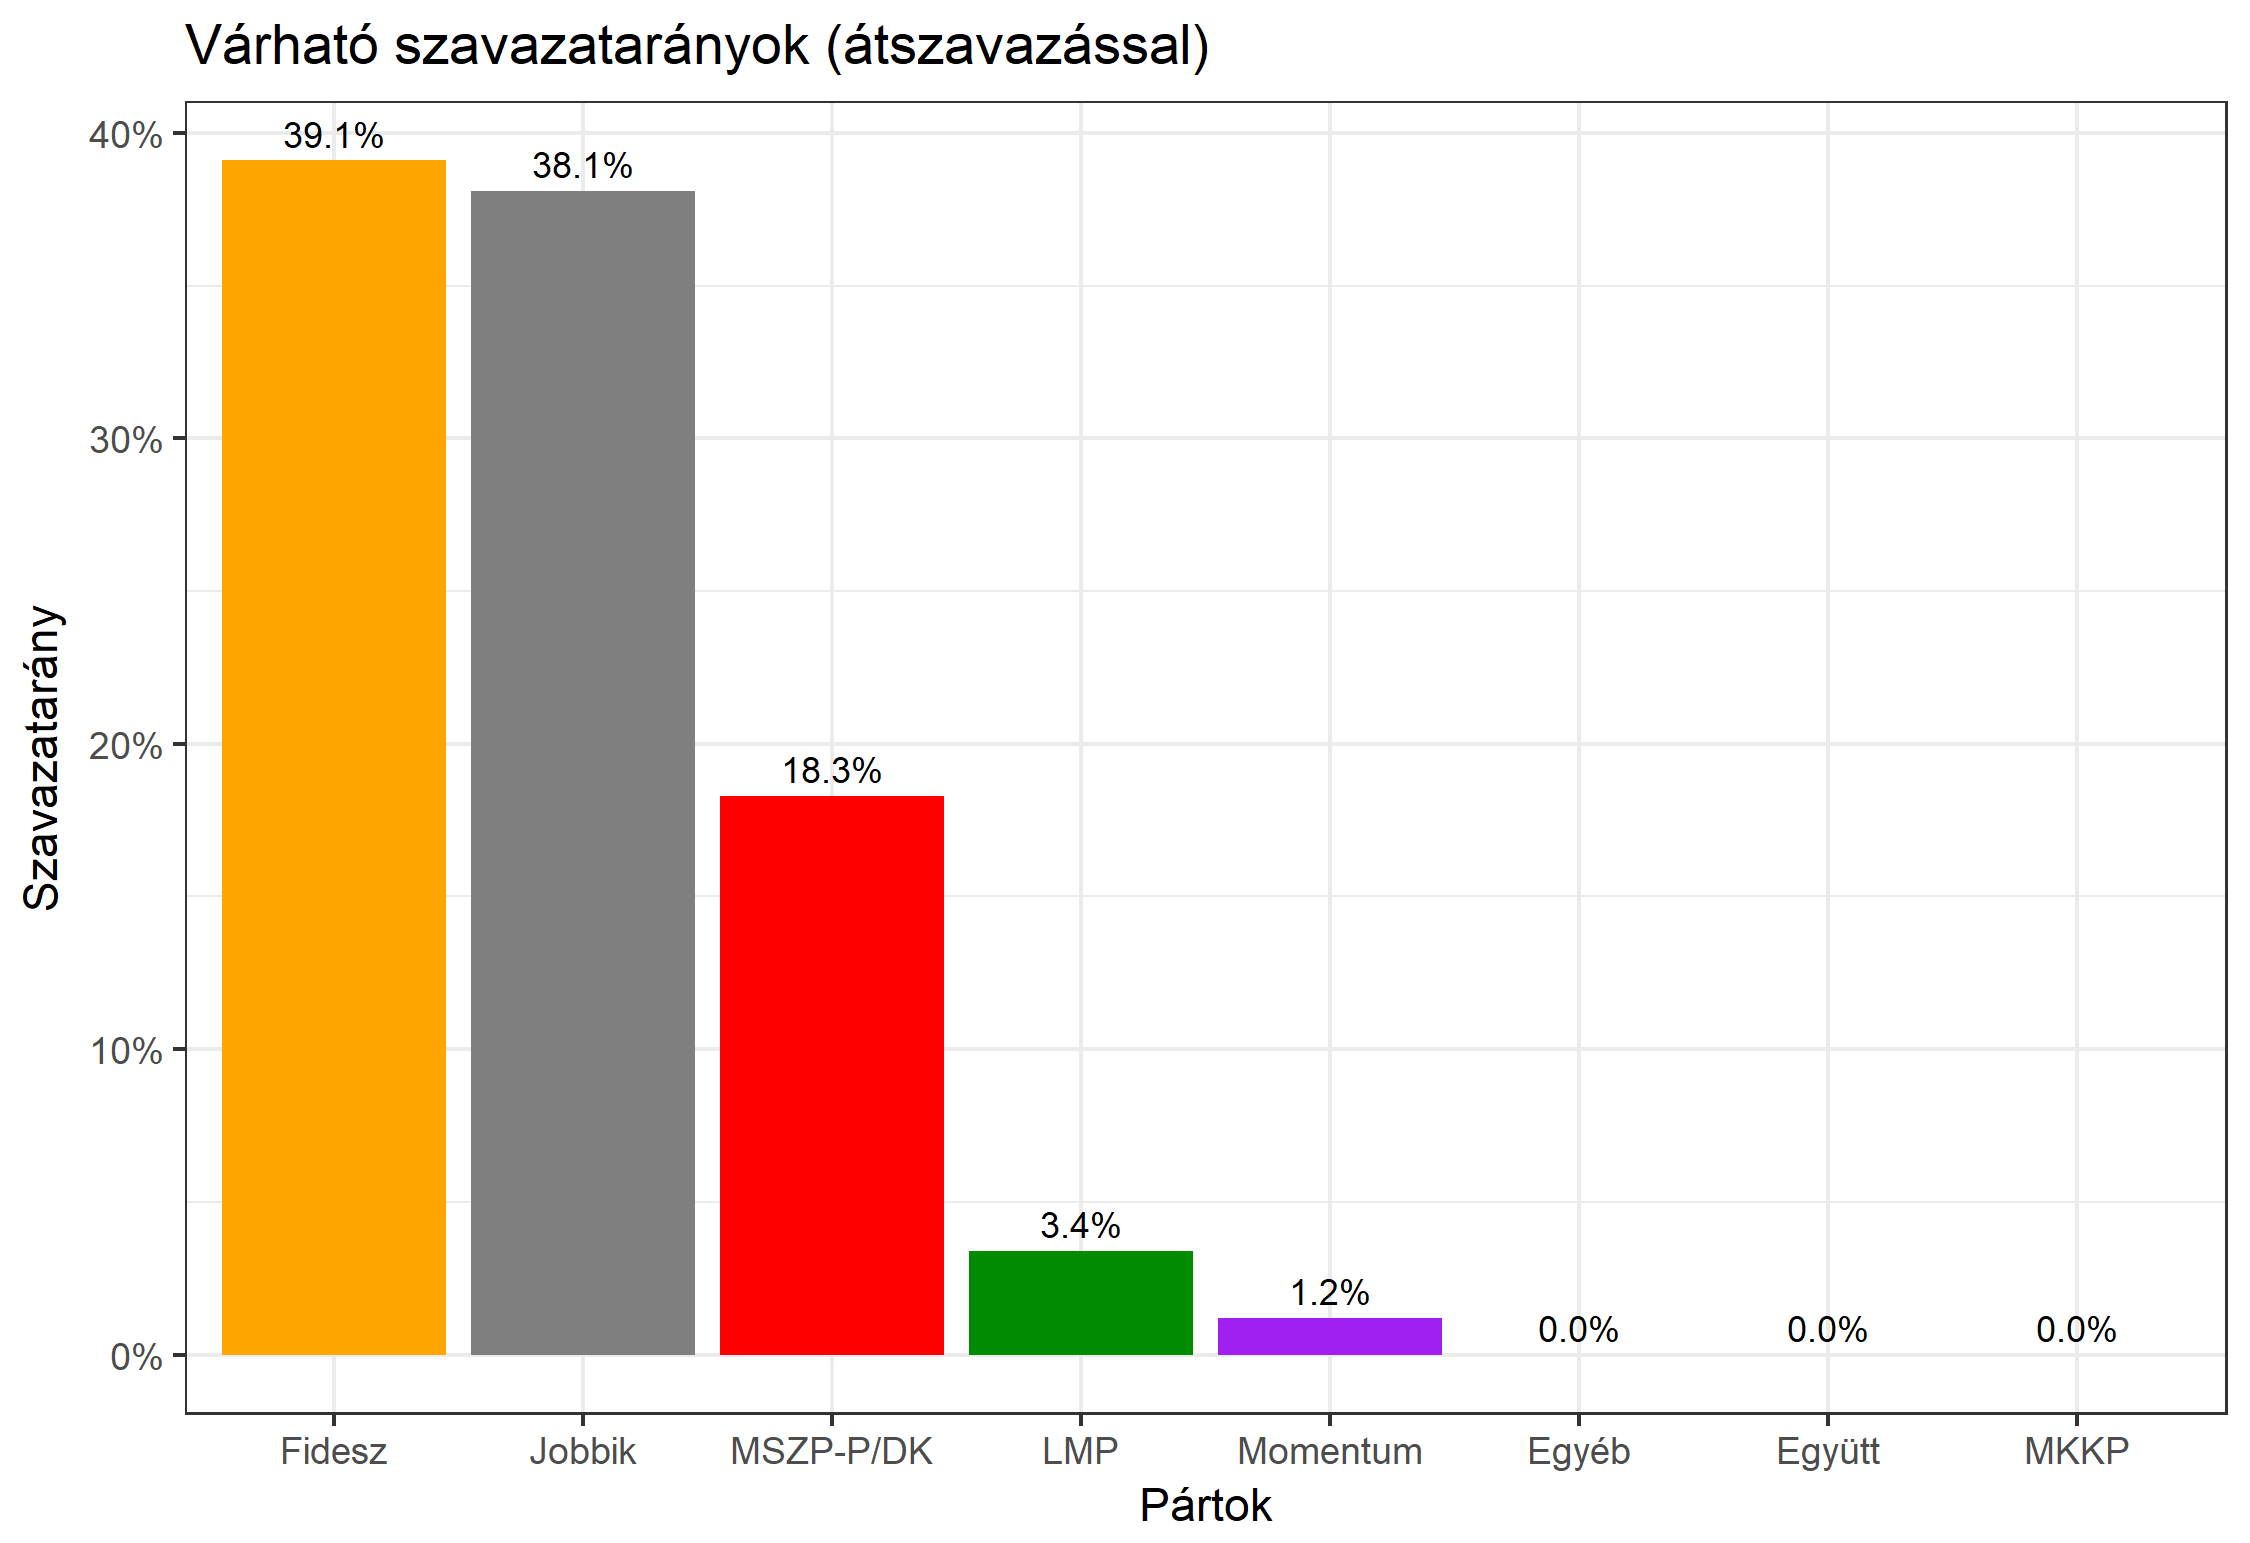 Várható szavazatarányok (átszavazással)
Szavazatarány
40%
30%
20%
10%
0%
39.1%
38.1%
18.3%
3.4%
1.2%
0.0%
0.0%
0.0%
Fidesz
Jobbik
MSZP-P/DK
LMP
Momentum
Egyéb
Együtt
MKKP
Pártok